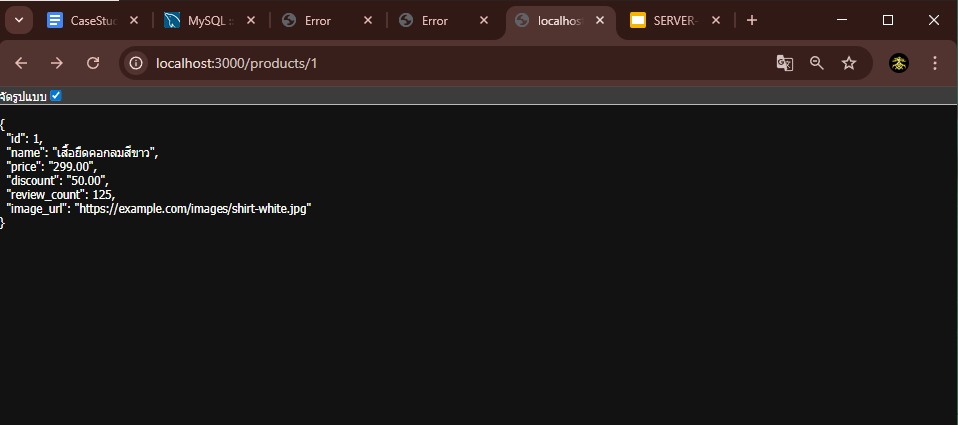 CaseStud
MySQL :
Error
Error
localhos
SERVER-
localhost:3000/products/1
จัดรูปแบบ
{
"id": 1,
"name": "เสื้อยืดคอกลมสีขาว",
"price": "299.00",
"discount": "50.00",
"review_count": 125,
"image_url": "https://example.com/images/shirt-white.jpg"
}